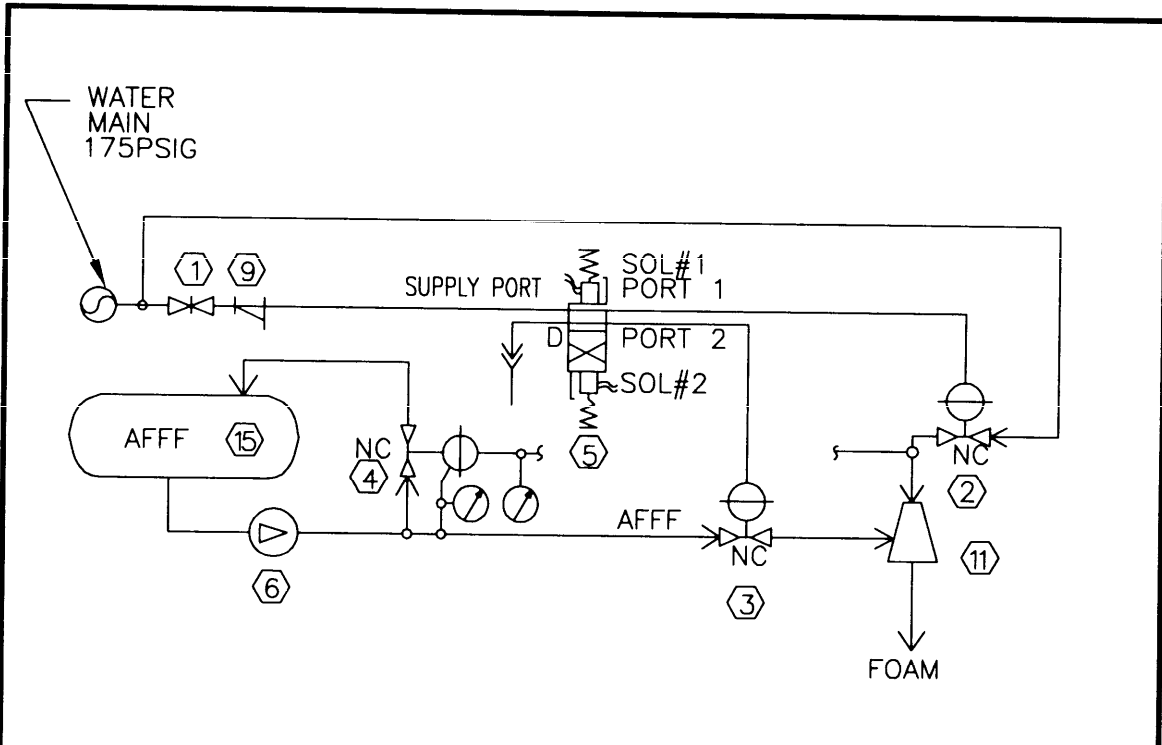 WATER
MAIN
175PSIG
1
9
SUPPLY PORT
SOL#1
PORT 1
D
PORT 2
SOL#2
5
AFFF
15
NC
4
6
AFFF
NC
3
NC
2
11
FOAM